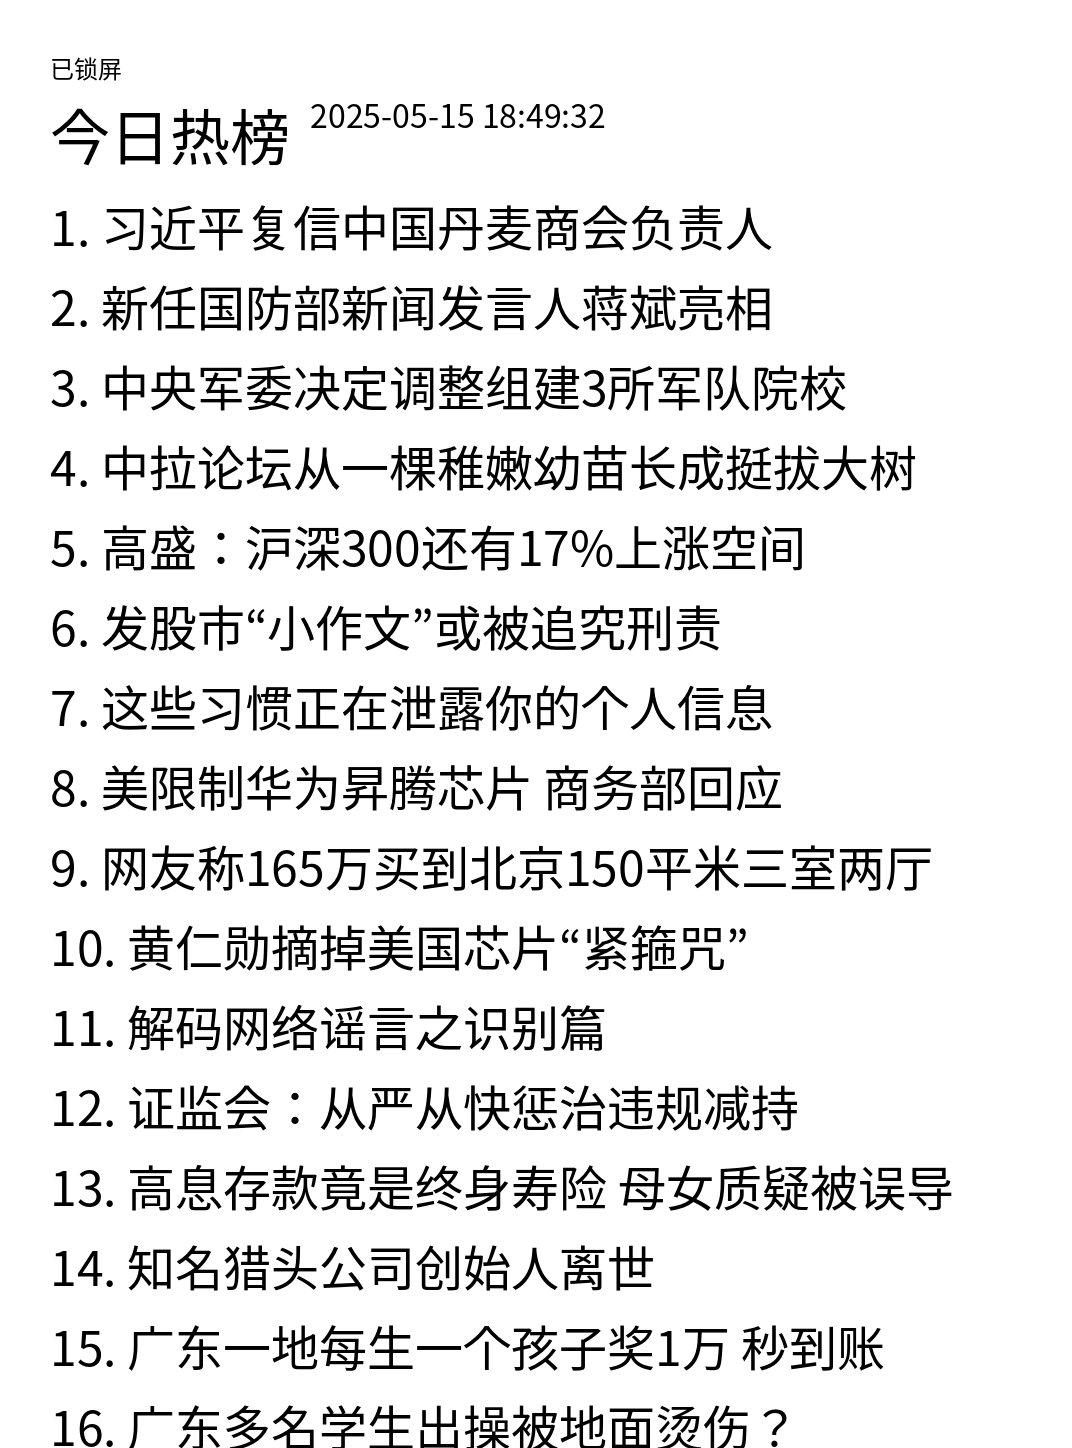 已锁屏
今日热榜 2025-05-15 18:49:32
1. 习近平复信中国丹麦商会负责人
2. 新任国防部新闻发言人蒋斌亮相
3. 中央军委决定调整组建3所军队院校
4. 中拉论坛从一棵稚嫩幼苗长成挺拔大树
5. 高盛：沪深300还有17%上涨空间
6. 发股市“小作文”或被追究刑责
7. 这些习惯正在泄露你的个人信息
8. 美限制华为昇腾芯片 商务部回应
9. 网友称165万买到北京150平米三室两厅
10. 黄仁勋摘掉美国芯片“紧箍咒”
11. 解码网络谣言之识别篇
12. 证监会：从严从快惩治违规减持
13. 高息存款竟是终身寿险 母女质疑被误导
14. 知名猎头公司创始人离世
15. 广东一地每生一个孩子奖1万 秒到账
16. 广东多名学生出操被地面烫伤？